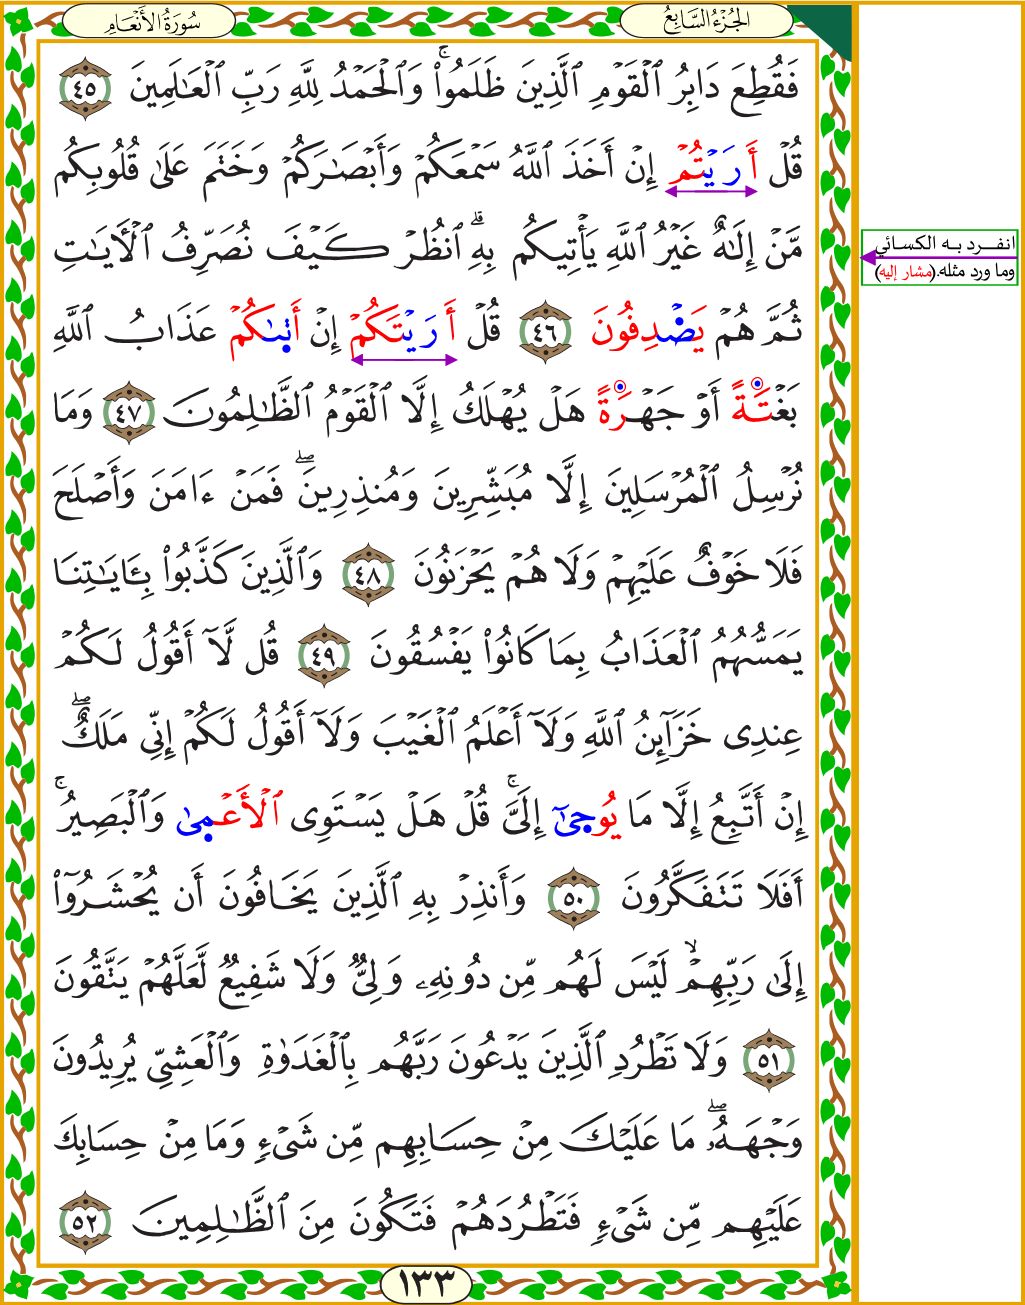 سُورَةُ الأَنْعَامِ
الجُزْءُ السَّابِعُ
فَقُطِعَ دَابِرُ ٱلۡقَوۡمِ ٱلَّذِينَ ظَلَمُواْۚ وَٱلۡحَمۡدُ لِلَّهِ رَبِّ ٱلۡعَٰلَمِينَ ٤٥
قُلۡ أَرَيۡتُمۡ إِنۡ أَخَذَ ٱللَّهُ سَمۡعَكُمۡ وَأَبۡصَٰرَكُمۡ وَخَتَمَ عَلَىٰ قُلُوبِكُم
مَّنۡ إِلَٰهٌ غَيۡرُ ٱللَّهِ يَأۡتِيكُم بِهِۗ ٱنظُرۡ كَيۡفَ نُصَرِّفُ ٱلۡأٓيَٰتِ
ثُمَّ هُمۡ يَصۡدِفُونَ ٤٦ قُلۡ أَرَيۡتَكُمۡ إِنۡ أَتَىٰكُمۡ عَذَابُ ٱللَّهِ
بَغۡتَةً أَوۡ جَهۡرَةً هَلۡ يُهۡلَكُ إِلَّا ٱلۡقَوۡمُ ٱلظَّٰلِمُونَ ٤٧ وَمَا
نُرۡسِلُ ٱلۡمُرۡسَلِينَ إِلَّا مُبَشِّرِينَ وَمُنذِرِينَۖ فَمَنۡ ءَامَنَ وَأَصۡلَحَ
فَلَا خَوۡفٌ عَلَيۡهِمۡ وَلَا هُمۡ يَحۡزَنُونَ ٤٨ وَٱلَّذِينَ كَذَّبُواْ بِـَٔايَٰتِنَا
يَمَسُّهُمُ ٱلۡعَذَابُ بِمَا كَانُواْ يَفۡسُقُونَ ٤٩ قُل لَّآ أَقُولُ لَكُمۡ
عِندِى خَزَآئِنُ ٱللَّهِ وَلَآ أَعۡلَمُ ٱلۡغَيۡبَ وَلَآ أَقُولُ لَكُمۡ إِنِّى مَلَكٌۖ
إِنۡ أَتَّبِعُ إِلَّا مَا يُوحَىٰٓ إِلَىَّۚ قُلۡ هَلۡ يَسۡتَوِى ٱلۡأَعۡمَىٰ وَٱلۡبَصِيرُۚ
أَفَلَا تَتَفَكَّرُونَ ٥٠ وَأَنذِرۡ بِهِ ٱلَّذِينَ يَخَافُونَ أَن يُحۡشَرُوٓاْ
إِلَىٰ رَبِّهِمۡۙ لَيۡسَ لَهُم مِّن دُونِهِۦ وَلِىٌّ وَلَا شَفِيعٌ لَّعَلَّهُمۡ يَتَّقُونَ
٥١ وَلَا تَطۡرُدِ ٱلَّذِينَ يَدۡعُونَ رَبَّهُم بِٱلۡغَدَوٰةِ وَٱلۡعَشِىِّ يُرِيدُونَ
وَجۡهَهُۥۖ مَا عَلَيۡكَ مِنۡ حِسَابِهِم مِّن شَىۡءٍ وَمَا مِنۡ حِسَابِكَ
عَلَيۡهِم مِّن شَىۡءٍ فَتَطۡرُدَهُمۡ فَتَكُونَ مِنَ ٱلظَّٰلِمِينَ ٥٢
١٣٣
انفرد به الكسائي
وما ورد مثله.(مشار إليه)